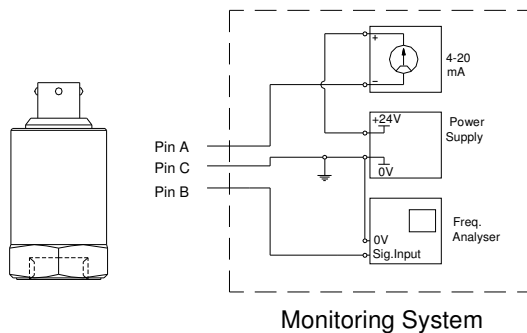 +
−
4-20
mA
+24V
0V
Power
Supply
Pin A
Pin C
Pin B
0V
Sig.Input
Freq.
Analyser
Monitoring System